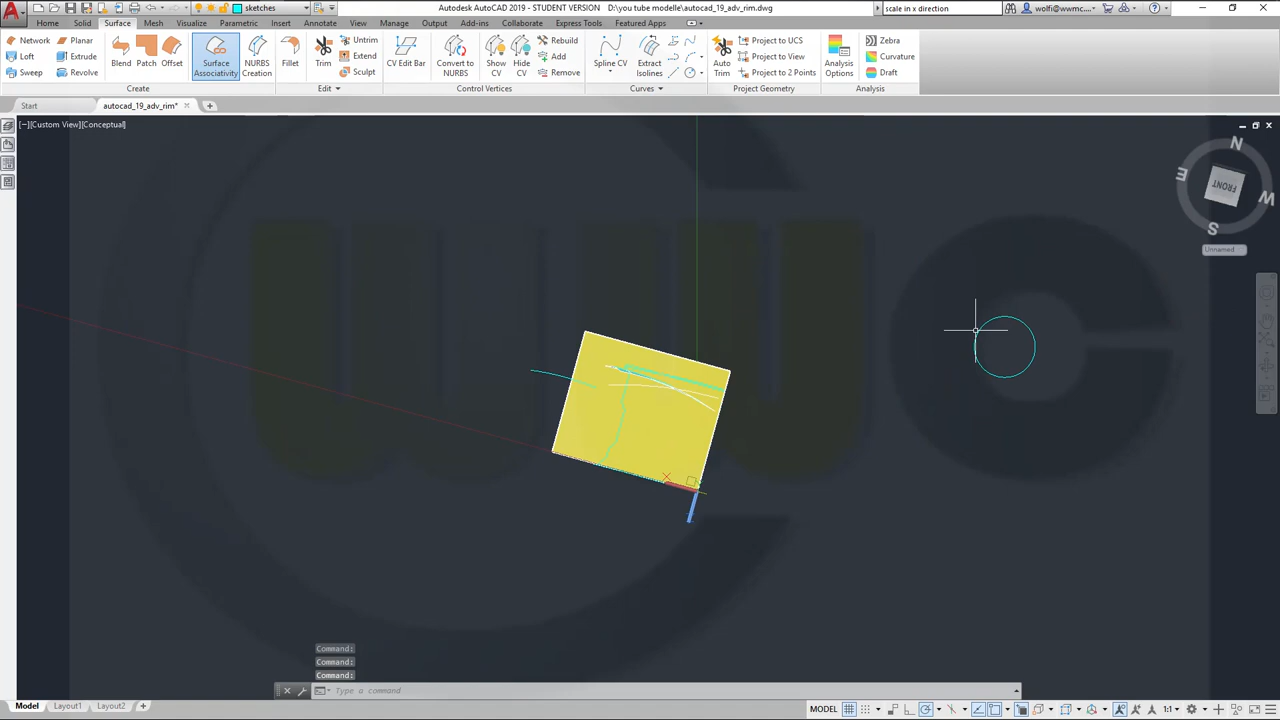 Autodesk AutoCAD 2019 - STUDENT VERSION D:\you tube modelle\autocad_19_adv_rim.dwg
sketches
scale in x direction
wolfi@wwmc...
Home Solid Surface Mesh Visualize Parametric Insert Annotate View Manage Output Add-ins Collaborate Express Tools Featured Apps
Network Planar
Loft Extrude
Sweep Revolve
Blend Patch Offset
Surface Associativity
NURBS Creation
Fillet Trim
Untrim
Extend
Sculpt
CV Edit Bar
Convert to NURBS
Show CV
Hide CV
Rebuild
Add
Remove
Spline CV
Extract Isolines
Auto Trim
Project to UCS
Project to View
Project to 2 Points
Analysis Options
Zebra
Curvature
Draft
Create Edit Control Vertices Curves Project Geometry Analysis
Start autocad_19_adv_rim*
[−][Custom View][Conceptual]
N
E
FRONT
W
S
Unnamed
Command:
Command:
Command:
Type a command
Model Layout1 Layout2
MODEL
1:1